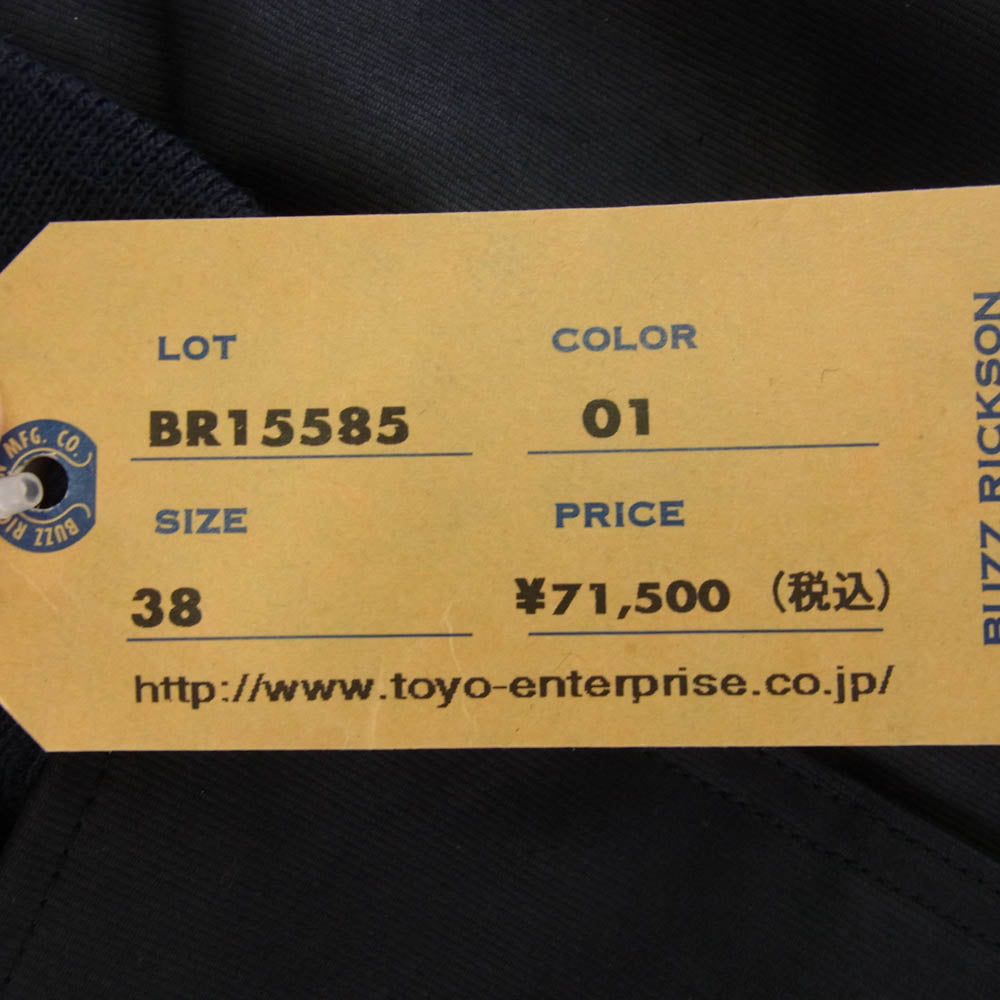 LOT
COLOR
BR15585
01
SIZE
PRICE
38
¥71,500 (税込)
http://www.toyo-enterprise.co.jp/
BUZZ RICKSON
MFG. CO.
BUZZ